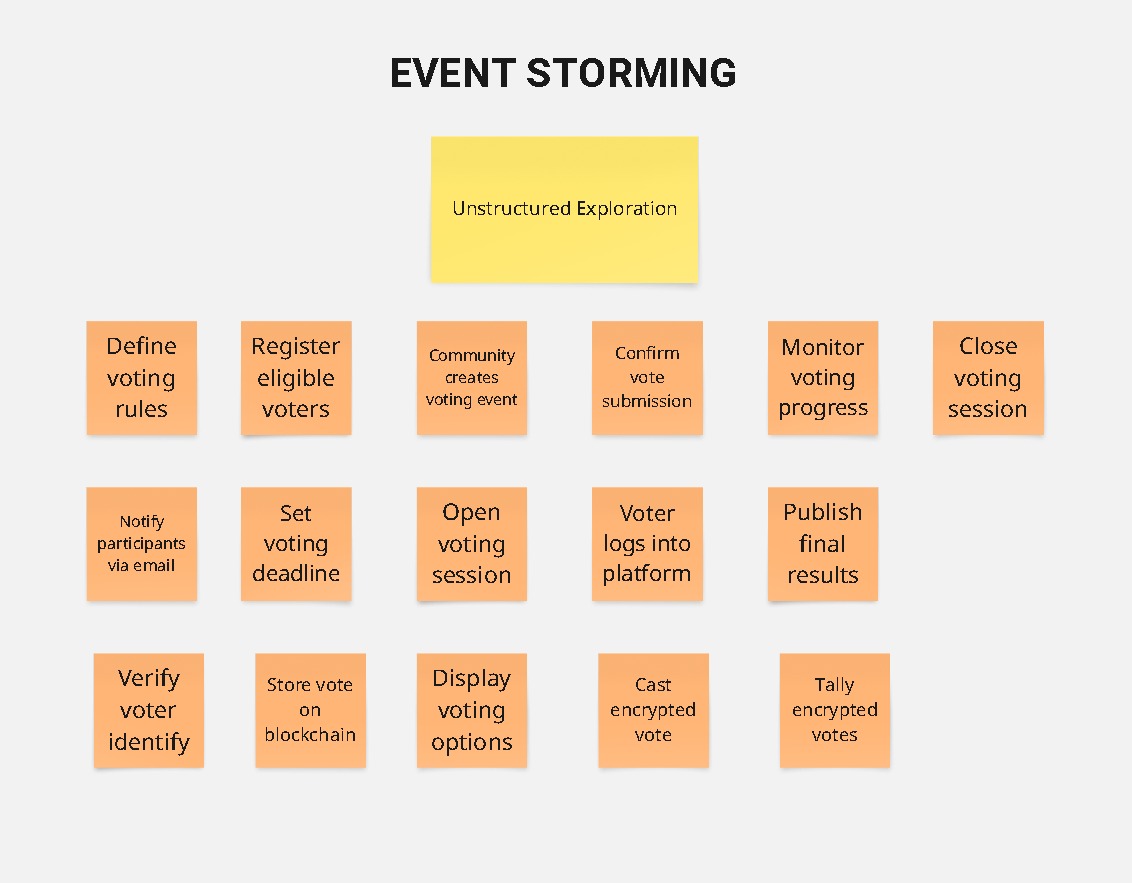 EVENT STORMING
Unstructured Exploration
Define
voting
rules
Register
eligible
voters
Community
creates
voting event
Confirm
vote
submission
Monitor
voting
progress
Close
voting
session
Notify
participants
via email
Set
voting
deadline
Open
voting
session
Voter
logs into
platform
Publish
final
results
Verify
voter
identify
Store vote
on
blockchain
Display
voting
options
Cast
encrypted
vote
Tally
encrypted
votes